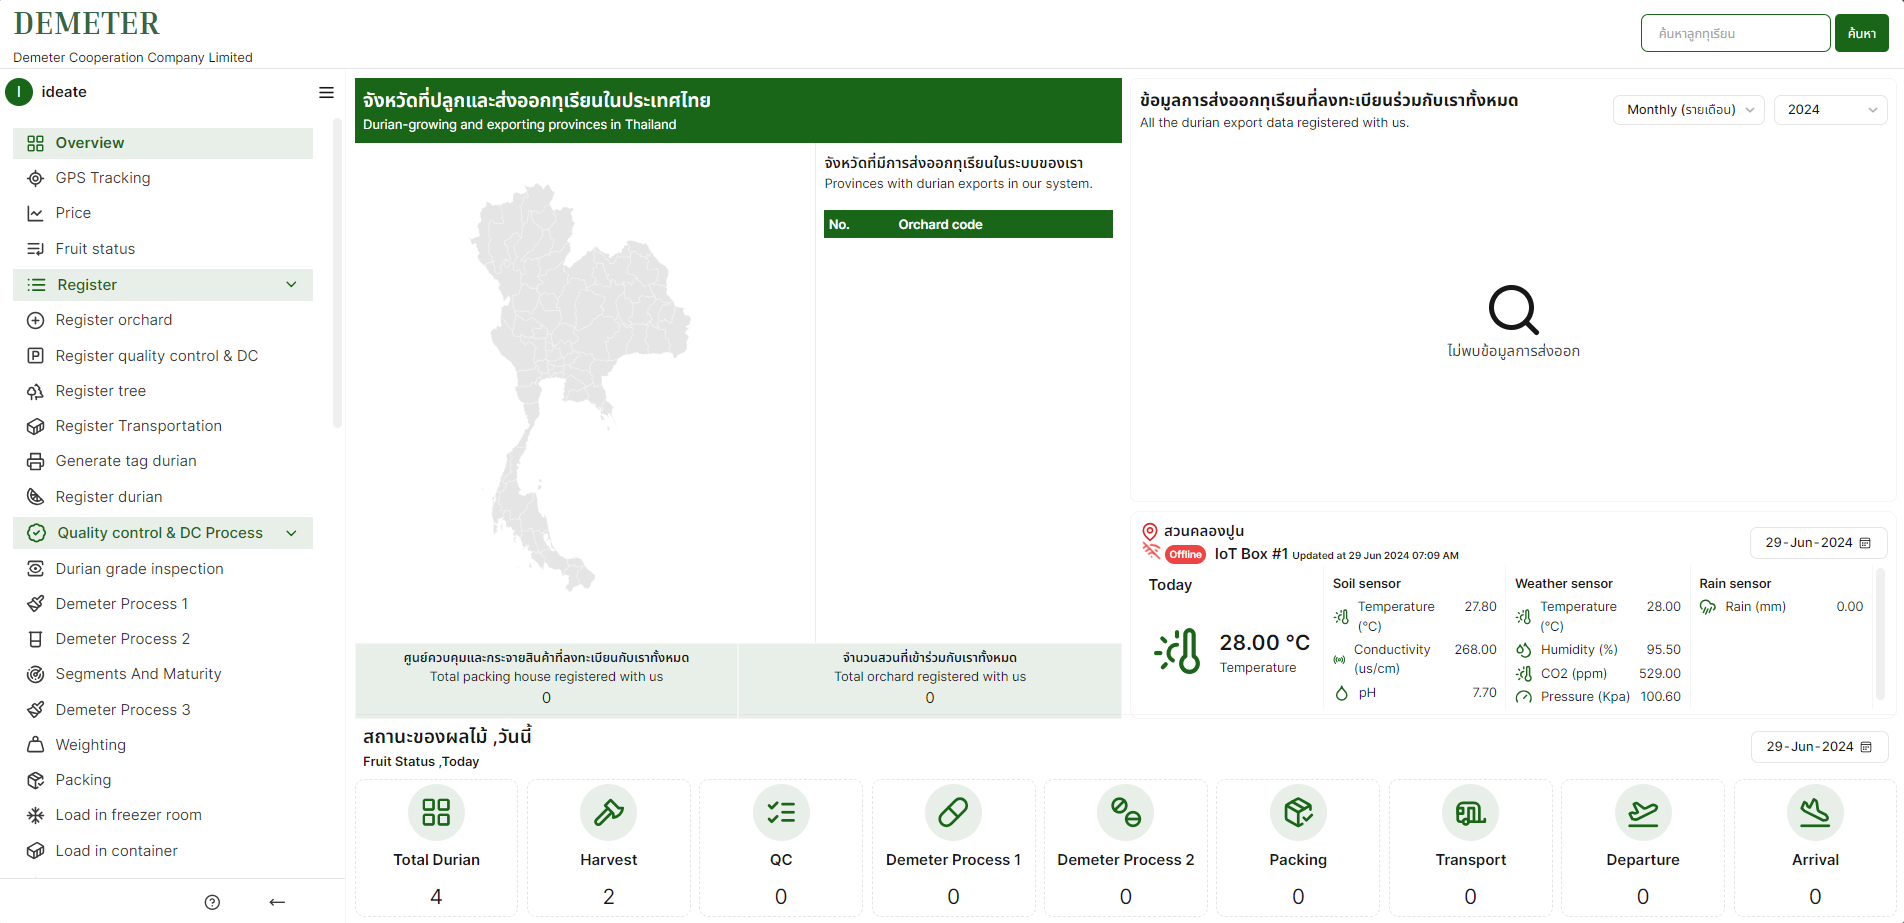 DEMETER
Demeter Cooperation Company Limited
ค้นหาลูกทุเรียน
ค้นหา
I
ideate
Overview
GPS Tracking
Price
Fruit status
Register
Register orchard
Register quality control & DC
Register tree
Register Transportation
Generate tag durian
Register durian
Quality control & DC Process
Durian grade inspection
Demeter Process 1
Demeter Process 2
Segments And Maturity
Demeter Process 3
Weighting
Packing
Load in freezer room
Load in container
จังหวัดที่ปลูกและส่งออกทุเรียนในประเทศไทย
Durian-growing and exporting provinces in Thailand
จังหวัดที่มีการส่งออกทุเรียนในระบบของเรา
Provinces with durian exports in our system.
No. Orchard code
ศูนย์ควบคุมและกระจายสินค้าที่ลงทะเบียนกับเราทั้งหมด
Total packing house registered with us
0
จำนวนสวนที่เข้าร่วมกับเราทั้งหมด
Total orchard registered with us
0
ข้อมูลการส่งออกทุเรียนที่ลงทะเบียนร่วมกับเราทั้งหมด
All the durian export data registered with us.
Monthly (รายเดือน)
2024
ไม่พบข้อมูลการส่งออก
สวนคลองปูน
Offline IoT Box #1 Updated at 29 Jun 2024 07:09 AM
29-Jun-2024
Today
28.00 °C
Temperature
Soil sensor
Temperature 27.80
(°C)
Conductivity 268.00
(us/cm)
pH 7.70
Weather sensor
Temperature 28.00
(°C)
Humidity (%) 95.50
CO2 (ppm) 529.00
Pressure (Kpa) 100.60
Rain sensor
Rain (mm) 0.00
สถานะของผลไม้ ,วันนี้
Fruit Status ,Today
29-Jun-2024
Total Durian
4
Harvest
2
QC
0
Demeter Process 1
0
Demeter Process 2
0
Packing
0
Transport
0
Departure
0
Arrival
0